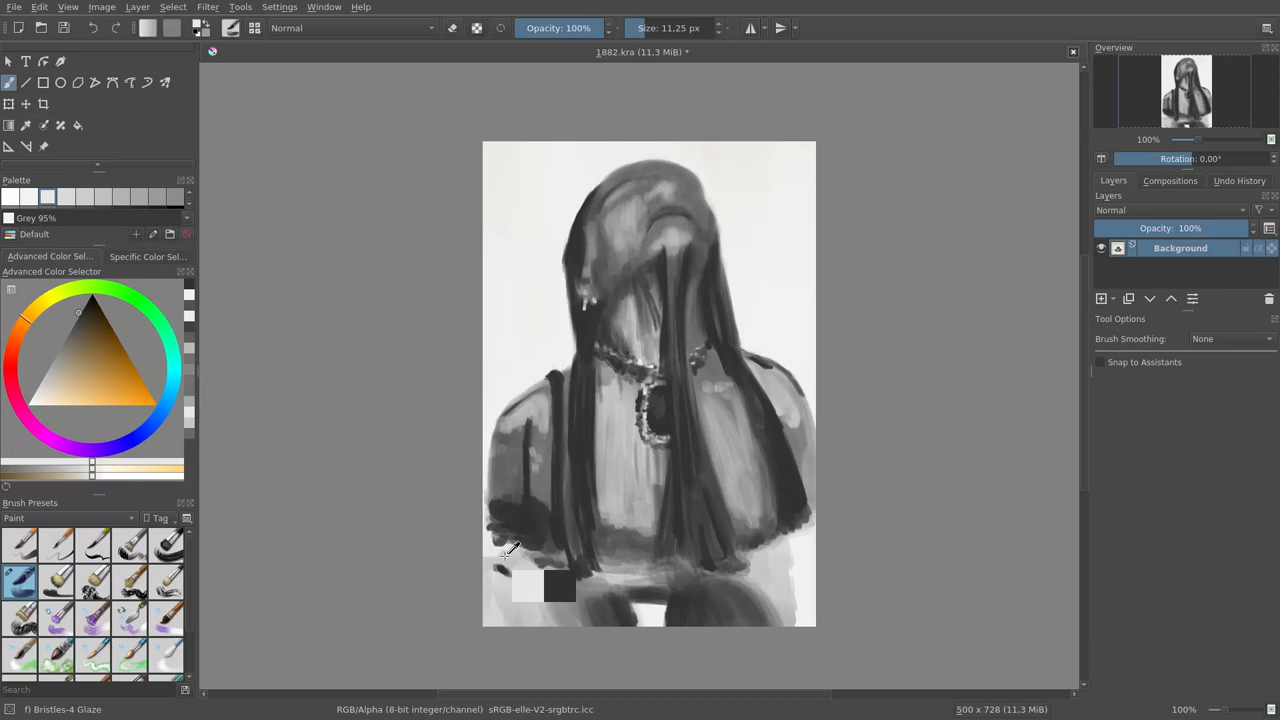 File Edit View Image Layer Select Filter Tools Settings Window Help
Normal
Opacity: 100%
Size: 11,25 px
1882.kra (11,3 MiB) *
Overview
100%
Rotation: 0,00°
Layers Compositions Undo History
Layers
Normal
Opacity: 100%
Background
Tool Options
Brush Smoothing: None
Snap to Assistants
Palette
Grey 95%
Default
Advanced Color Sel... Specific Color Sel...
Advanced Color Selector
Brush Presets
Paint
Tag
Search
f) Bristles-4 Glaze
RGB/Alpha (8-bit integer/channel) sRGB-elle-V2-srgbtrc.icc
500 x 728 (11,3 MiB)
100%